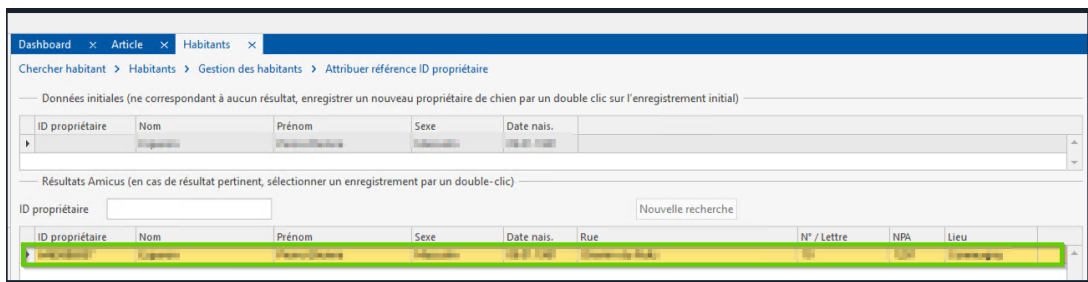 Dashboard × Article × Habitants ×
Chercher habitant > Habitants > Gestion des habitants > Attribuer référence ID propriétaire
Données initiales (ne correspondant à aucun résultat, enregistrer un nouveau propriétaire de chien par un double clic sur l'enregistrement initial)
ID propriétaire Nom Prénom Sexe Date nais.
Résultats Amicus (en cas de résultat pertinent, sélectionner un enregistrement par un double-clic)
ID propriétaire Nouvelle recherche
ID propriétaire Nom Prénom Sexe Date nais. Rue N° / Lettre NPA Lieu